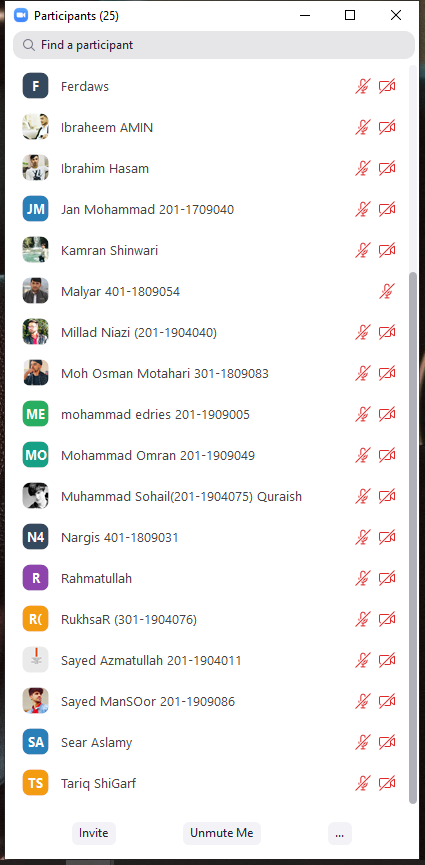 Participants (25)
Find a participant
F Ferdaws
Ibraheem AMIN
Ibrahim Hasam
JM Jan Mohammad 201-1709040
Kamran Shinwari
Malyar 401-1809054
Millad Niazi (201-1904040)
Moh Osman Motahari 301-1809083
ME mohammad edries 201-1909005
MO Mohammad Omran 201-1909049
Muhammad Sohail(201-1904075) Quraish
N4 Nargis 401-1809031
R Rahmatullah
R( RukhsaR (301-1904076)
Sayed Azmatullah 201-1904011
Sayed ManSOor 201-1909086
SA Sear Aslamy
TS Tariq ShiGarf
Invite Unmute Me ...